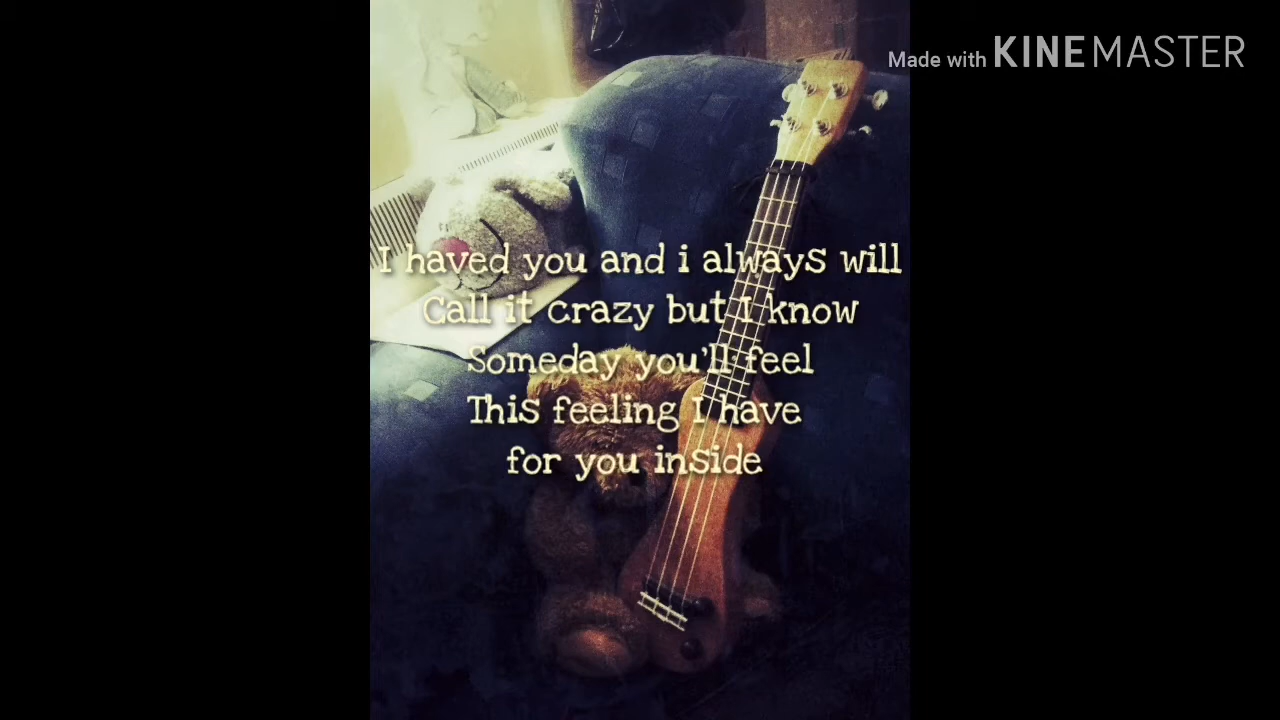 Made with KINEMASTER
I haved you and i always will
Call it crazy but I know
Someday you'll feel
This feeling I have
for you inside